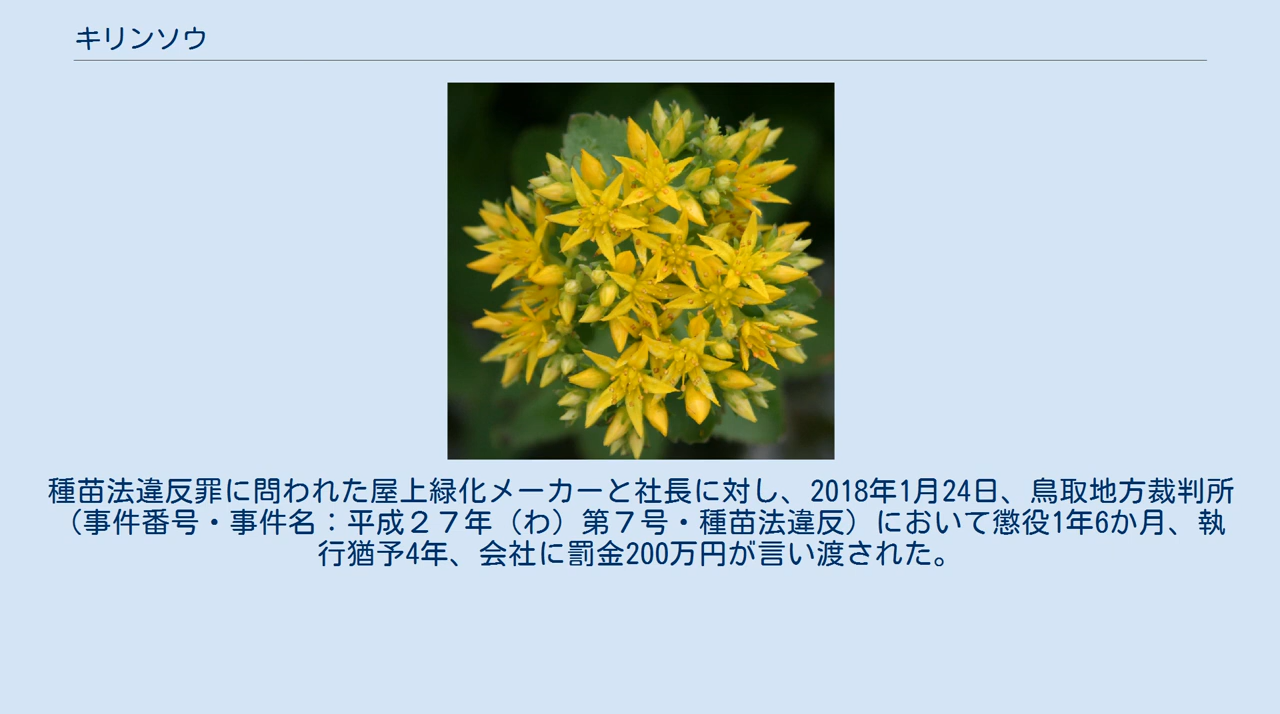 キリンソウ
種苗法違反罪に問われた屋上緑化メーカーと社長に対し、2018年1月24日、鳥取地方裁判所
（事件番号・事件名：平成２７年（わ）第７号・種苗法違反）において懲役1年6か月、執
行猶予4年、会社に罰金200万円が言い渡された。